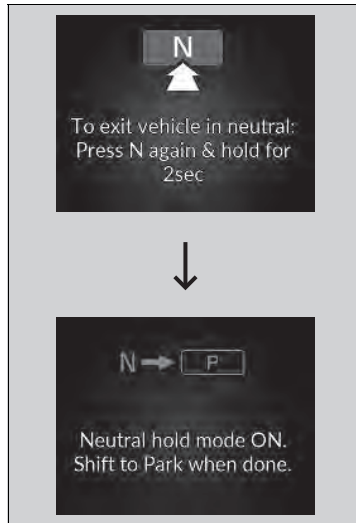 N
To exit vehicle in neutral:
Press N again & hold for
2sec
N P
Neutral hold mode ON.
Shift to Park when done.